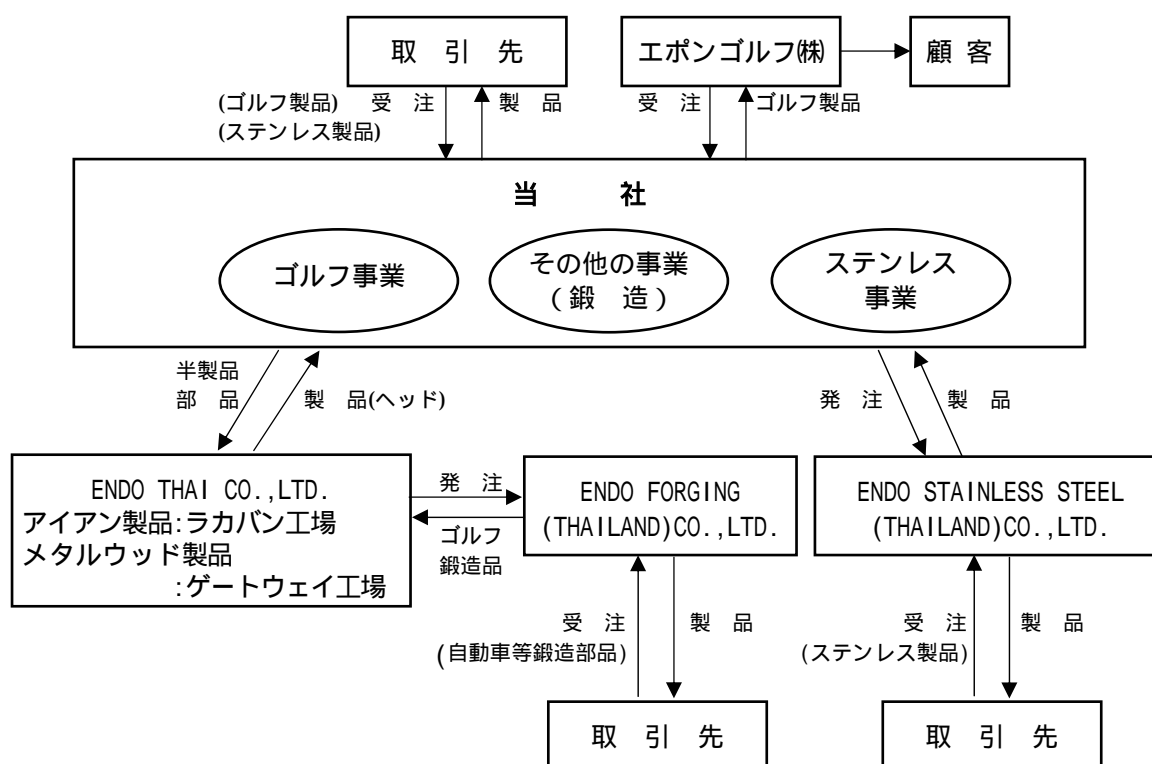 取 引 先
エポンゴルフ㈱
顧 客
(ゴルフ製品) 受 注
(ステンレス製品)
製 品
受 注
ゴルフ製品
当 社
ゴルフ事業
その他の事業
(鍛 造)
ステンレス
事業
半製品
部 品
製 品(ヘッド)
発 注
製 品
ENDO THAI CO.,LTD.
アイアン製品:ラカバン工場
メタルウッド製品
:ゲートウェイ工場
発 注
ゴルフ
鍛造品
ENDO FORGING
(THAILAND)CO.,LTD.
ENDO STAINLESS STEEL
(THAILAND)CO.,LTD.
受 注
(自動車等鍛造部品)
製 品
受 注
(ステンレス製品)
製 品
取 引 先
取 引 先